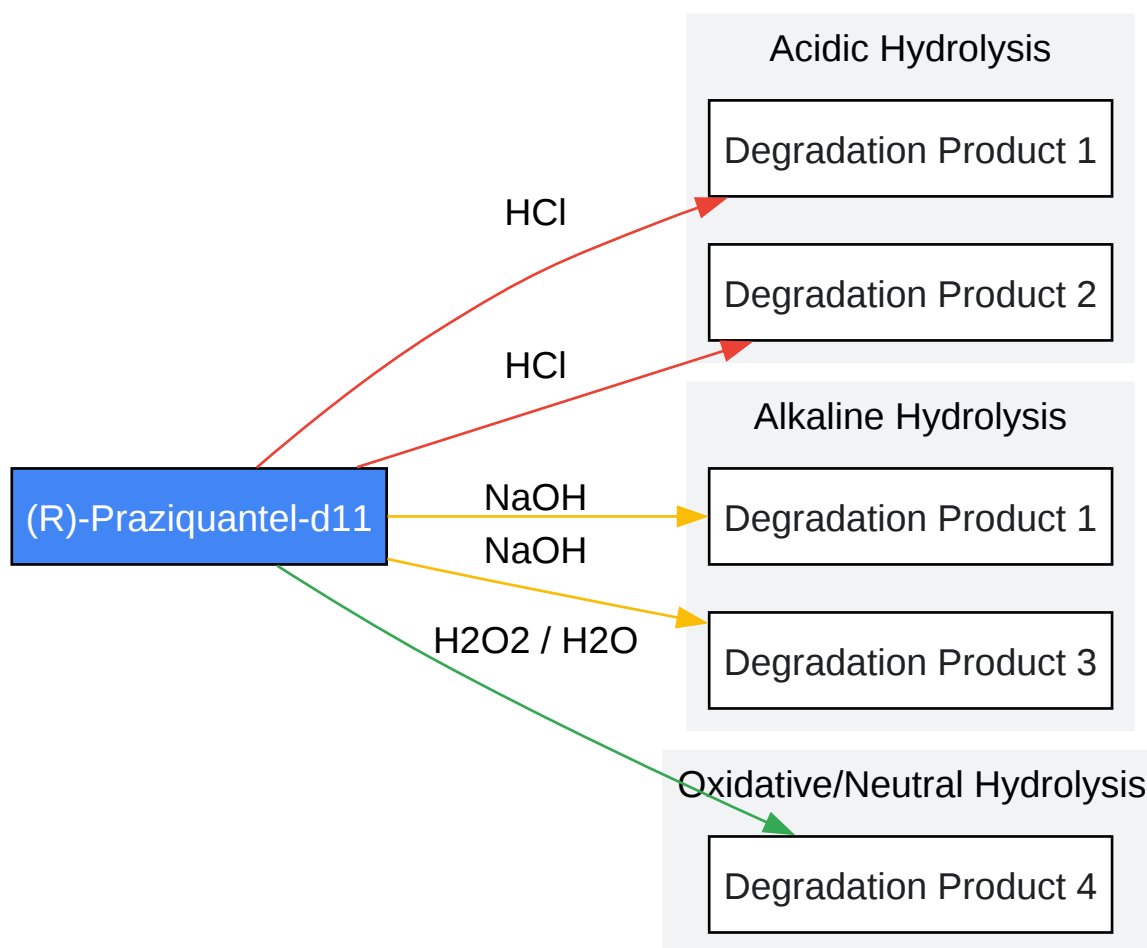 Acidic Hydrolysis
Degradation Product 1
HCl
Degradation Product 2
HCl
Alkaline Hydrolysis
(R)-Praziquantel-d11
NaOH
Degradation Product 1
NaOH
H2O2 / H2O
Degradation Product 3
Oxidative/Neutral Hydrolysis
Degradation Product 4